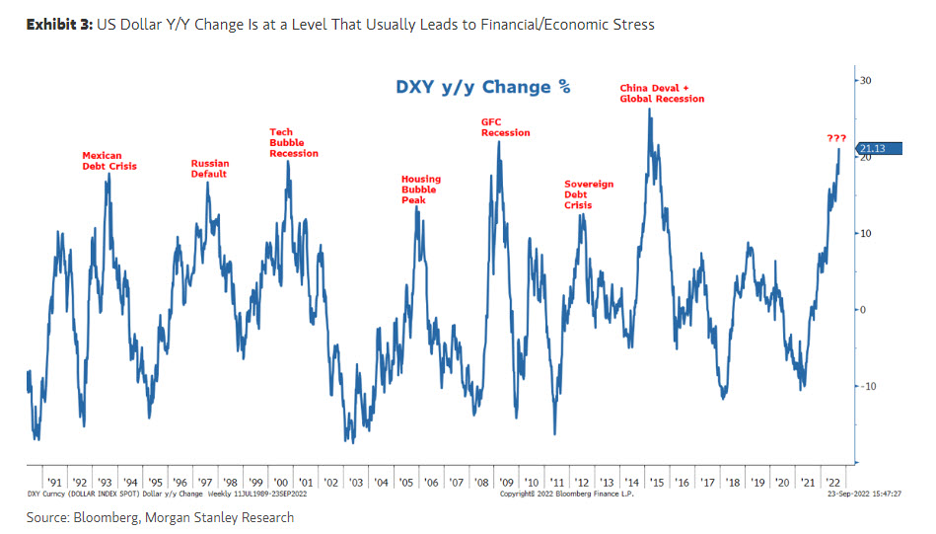 Exhibit 3: US Dollar Y/Y Change Is at a Level That Usually Leads to Financial/Economic Stress
DXY y/y Change %
China Deval +
Global Recession
30
GFC
Recession
???
Tech
Bubble
Recession
21.13
20
Mexican
Debt Crisis
Russian
Default
Housing
Bubble
Peak
Sovereign
Debt
Crisis
10
0
-10
'91 '92 '93 '94 '95 '96 '97 '98 '99 '00 '01 '02 '03 '04 '05 '06 '07 '08 '09 '10 '11 '12 '13 '14 '15 '16 '17 '18 '19 '20 '21 '22
DXY Curncy (DOLLAR INDEX SPOT) Dollar y/y Change Weekly 11JUL1989-23SEP2022 Copyright© 2022 Bloomberg Finance L.P. 23-Sep-2022 15:47:27
Source: Bloomberg, Morgan Stanley Research